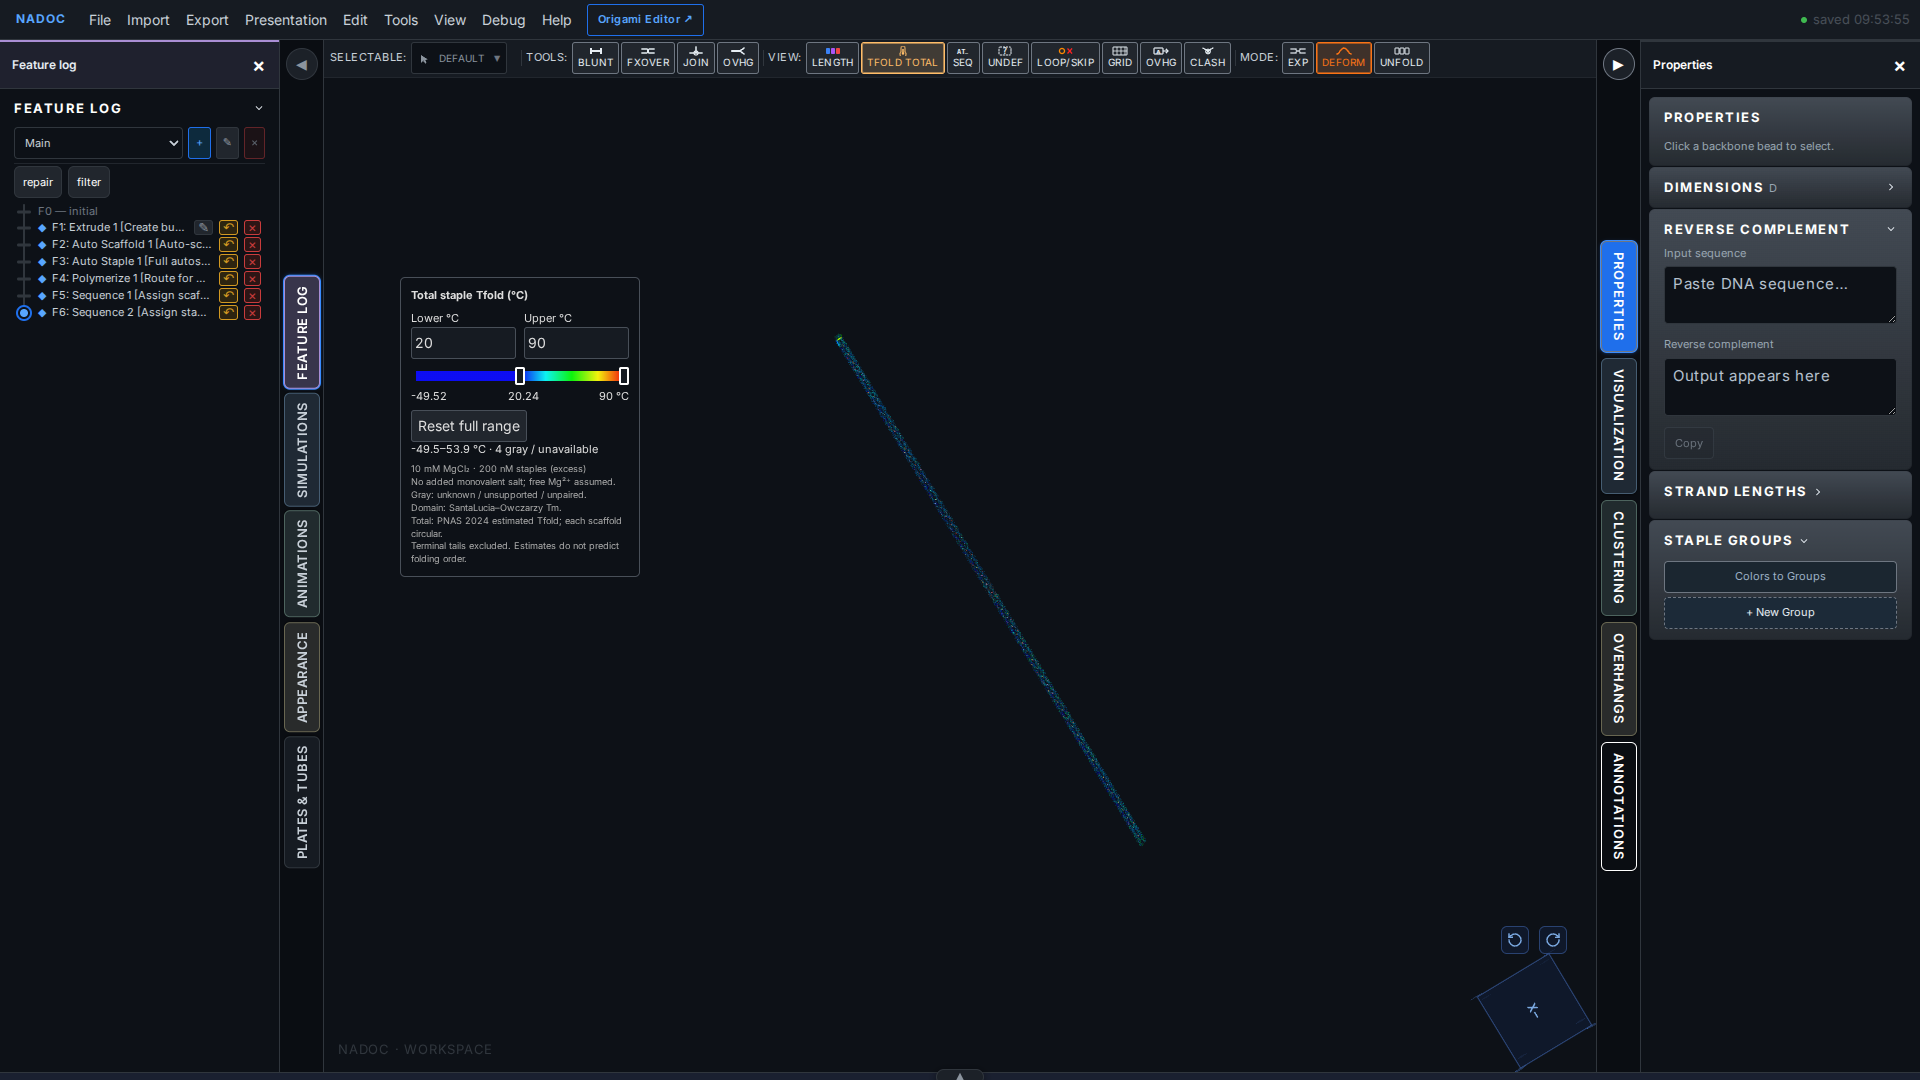 NADOC File Import Export Presentation Edit Tools View Debug Help Origami Editor ↗ saved 09:53:55
Feature log ×
FEATURE LOG
Main + ✎ ×
repair filter
F0 — initial
F1: Extrude 1 [Create bu...
F2: Auto Scaffold 1 [Auto-sc...
F3: Auto Staple 1 [Full autos...
F4: Polymerize 1 [Route for ...
F5: Sequence 1 [Assign scaf...
F6: Sequence 2 [Assign sta...
FEATURE LOG
SIMULATIONS
ANIMATIONS
APPEARANCE
PLATES & TUBES
SELECTABLE: DEFAULT TOOLS: BLUNT FXOVER JOIN OVHG VIEW: LENGTH TFOLD TOTAL AT.. SEQ UNDEF LOOP/SKIP GRID OVHG CLASH MODE: EXP DEFORM UNFOLD
Total staple Tfold (°C)
Lower °C Upper °C
20 90
-49.52 20.24 90 °C
Reset full range
-49.5–53.9 °C · 4 gray / unavailable
10 mM MgCl₂ · 200 nM staples (excess)
No added monovalent salt; free Mg²⁺ assumed.
Gray: unknown / unsupported / unpaired.
Domain: SantaLucia–Owczarzy Tm.
Total: PNAS 2024 estimated Tfold; each scaffold
circular.
Terminal tails excluded. Estimates do not predict
folding order.
NADOC · WORKSPACE
PROPERTIES
VISUALIZATION
CLUSTERING
OVERHANGS
ANNOTATIONS
Properties ×
PROPERTIES
Click a backbone bead to select.
DIMENSIONS D
REVERSE COMPLEMENT
Input sequence
Paste DNA sequence...
Reverse complement
Output appears here
Copy
STRAND LENGTHS
STAPLE GROUPS
Colors to Groups
+ New Group